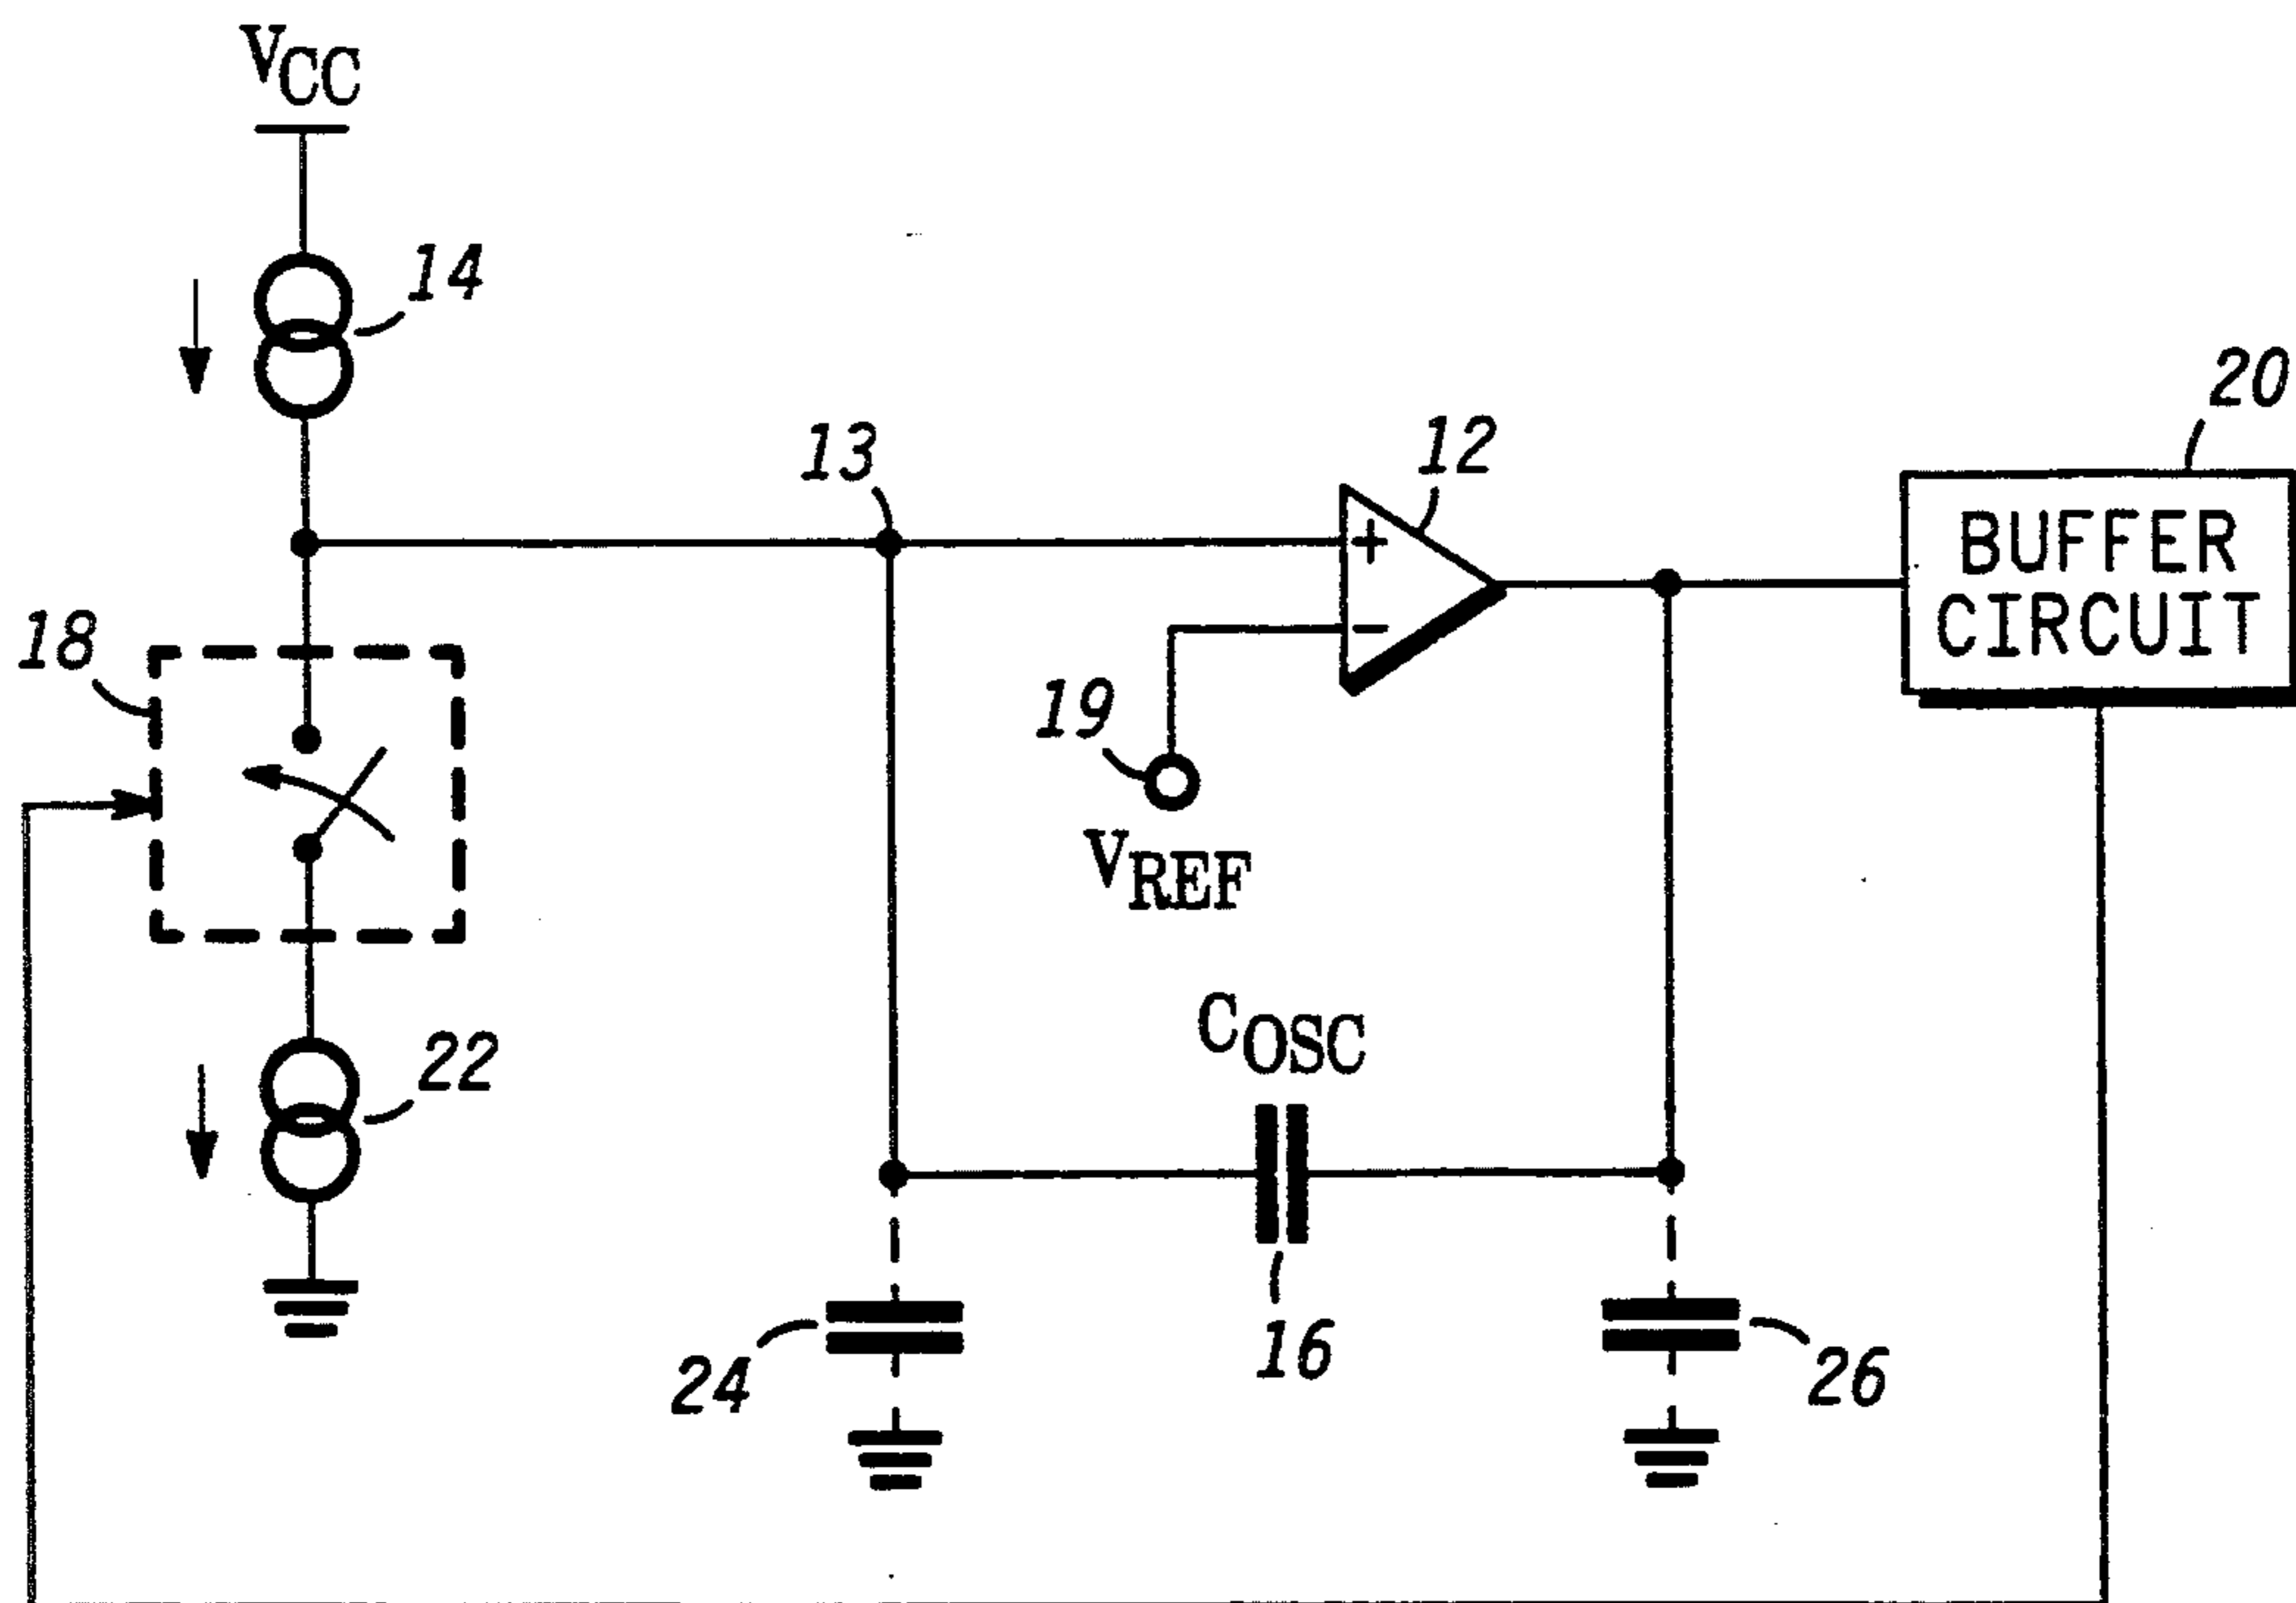 VCC
14
20
13
12
BUFFER
CIRCUIT
18
+
−
19
VREF
22
COSC
24
16
26